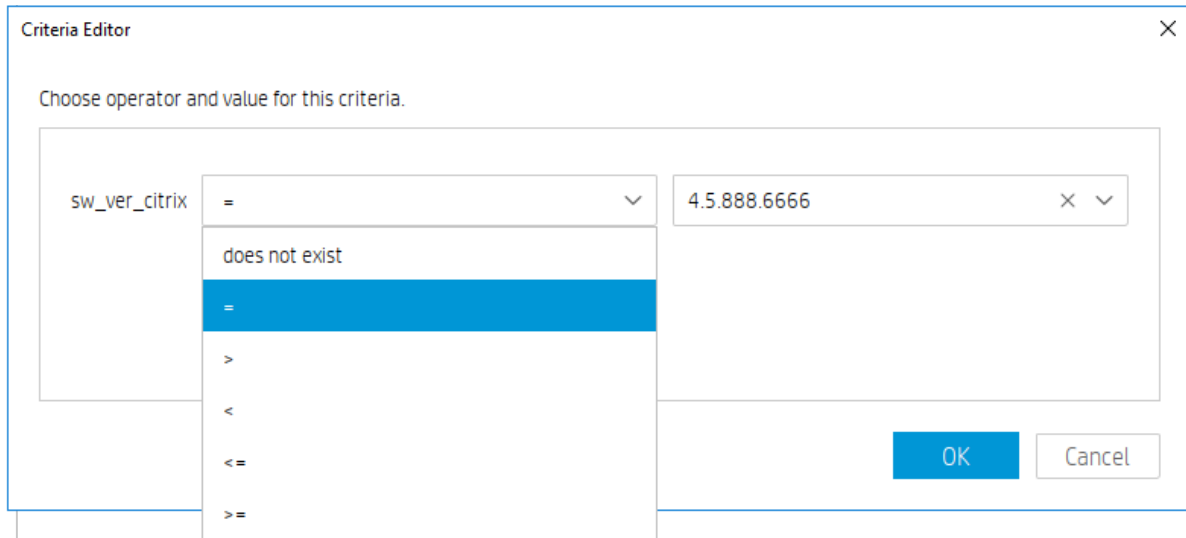 Criteria Editor
Choose operator and value for this criteria.
sw_ver_citrix = 4.5.888.6666
does not exist
=
>
<
<=
>=
OK Cancel